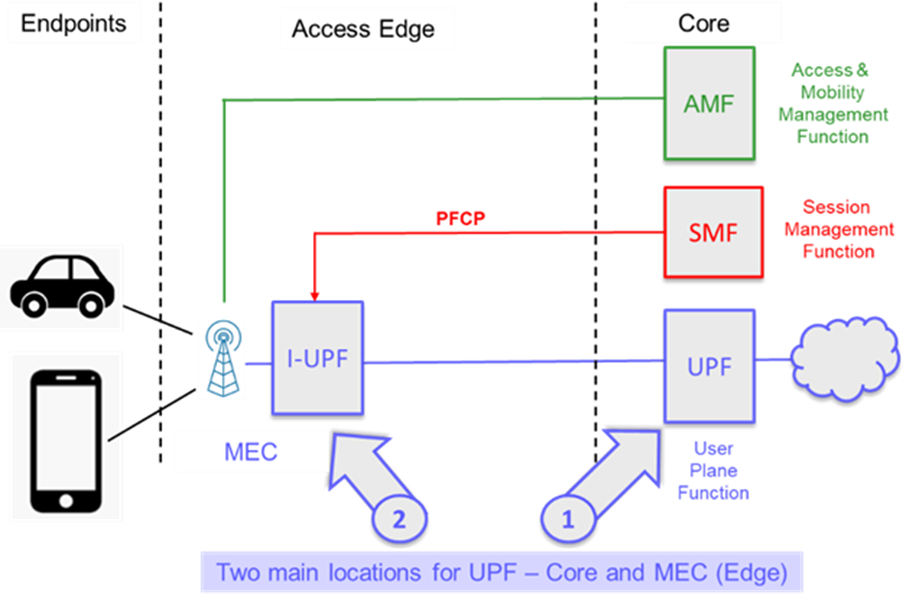 Endpoints
Access Edge
Core
AMF
Access &
Mobility
Management
Function
PFCP
SMF
Session
Management
Function
I-UPF
UPF
MEC
User
Plane
Function
2
1
Two main locations for UPF – Core and MEC (Edge)